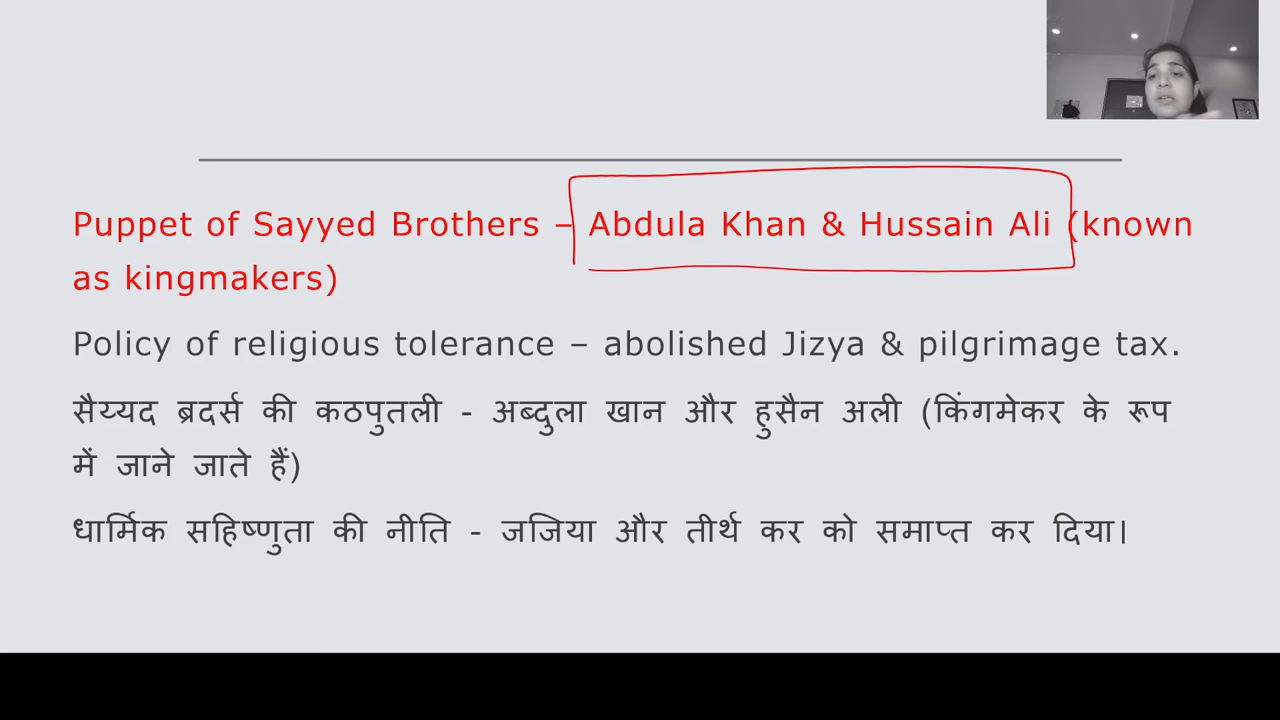 Puppet of Sayyed Brothers – Abdula Khan & Hussain Ali (known
as kingmakers)
Policy of religious tolerance – abolished Jizya & pilgrimage tax.
सैय्यद ब्रदर्स की कठपुतली - अब्दुला खान और हुसैन अली (किंगमेकर के रूप
में जाने जाते हैं)
धार्मिक सहिष्णुता की नीति - जजिया और तीर्थ कर को समाप्त कर दिया।